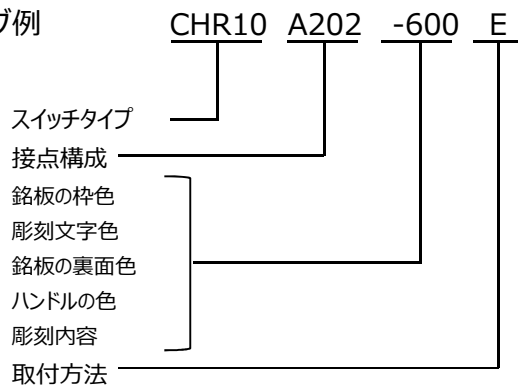 プ例 CHR10 A202 -600 E
スイッチタイプ
接点構成
銘板の枠色
彫刻文字色
銘板の裏面色
ハンドルの色
彫刻内容
取付方法